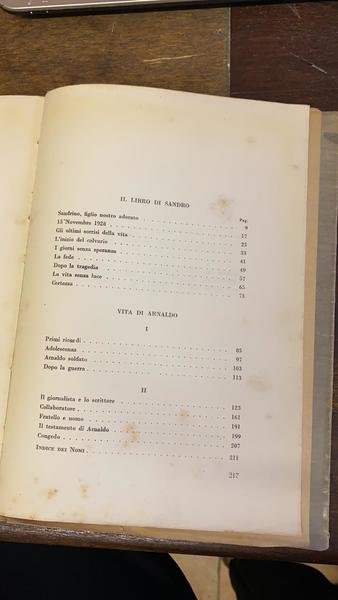 IL LIBRO DI SANDRO
Pag.
Sandrino, figlio nostro adorato . . . . . . . . 9
15 Novembre 1928 . . . . . . . . 17
Gli ultimi sorrisi della vita . . . . . . . . 25
L'inizio del calvario . . . . . . . . 33
I giorni senza speranza . . . . . . . . 41
La fede . . . . . . . . 49
Dopo la tragedia . . . . . . . . 57
La vita senza luce . . . . . . . . 65
Certezza . . . . . . . . 73
VITA DI ARNALDO
I
Primi ricordi . . . . . . . . 85
Adolescenza . . . . . . . . 97
Arnaldo soldato . . . . . . . . 103
Dopo la guerra . . . . . . . . 113
II
Il giornalista e lo scrittore . . . . . . . . 123
Collaboratore . . . . . . . . 161
Fratello e uomo . . . . . . . . 191
Il testamento di Arnaldo . . . . . . . . 199
Congedo . . . . . . . . 207
INDICE DEI NOMI . . . . . . . . 211
217